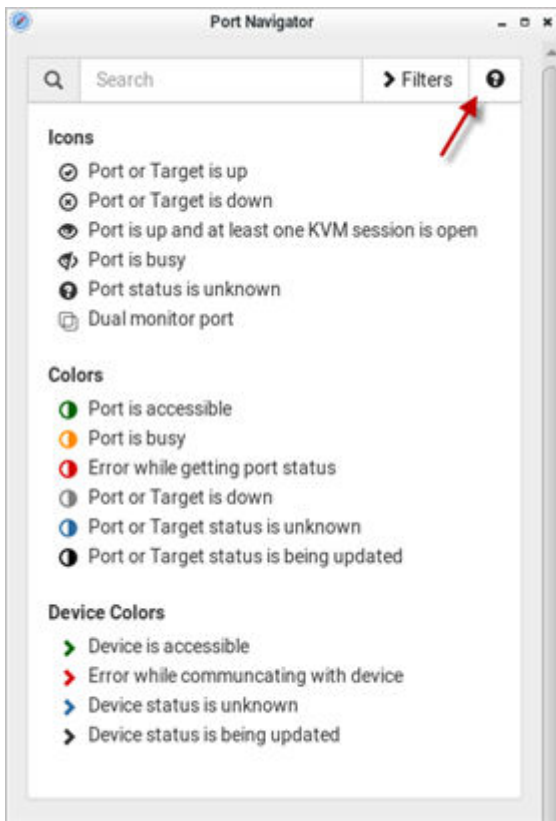 Port Navigator
Search
Filters
Icons
Port or Target is up
Port or Target is down
Port is up and at least one KVM session is open
Port is busy
Port status is unknown
Dual monitor port
Colors
Port is accessible
Port is busy
Error while getting port status
Port or Target is down
Port or Target status is unknown
Port or Target status is being updated
Device Colors
Device is accessible
Error while communcating with device
Device status is unknown
Device status is being updated